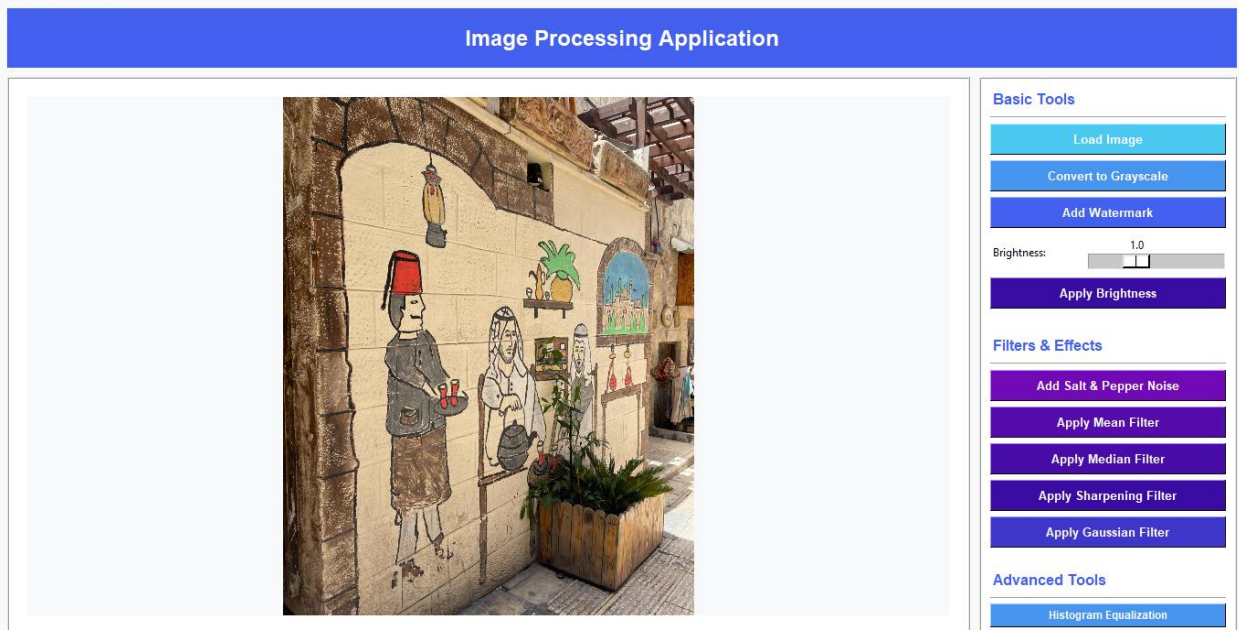 Image Processing Application
Basic Tools
Load Image
Convert to Grayscale
Add Watermark
Brightness:
1.0
Apply Brightness
Filters & Effects
Add Salt & Pepper Noise
Apply Mean Filter
Apply Median Filter
Apply Sharpening Filter
Apply Gaussian Filter
Advanced Tools
Histogram Equalization